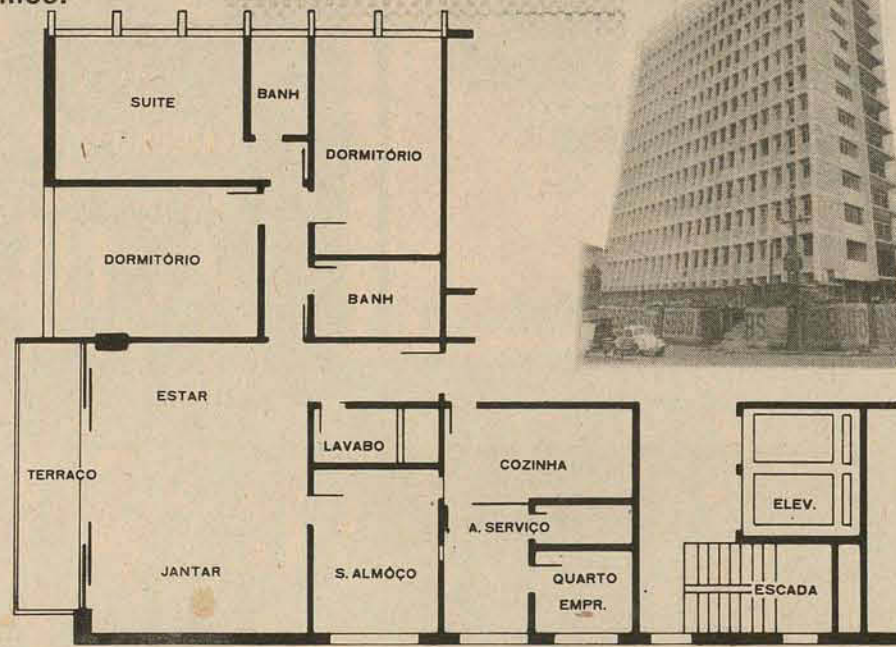 SUITE
BANH
DORMITÓRIO
DORMITÓRIO
BANH
ESTAR
LAVABO
TERRAÇO
COZINHA
ELEV.
A. SERVIÇO
JANTAR
S. ALMÔÇO
QUARTO
EMPR.
ESCADA